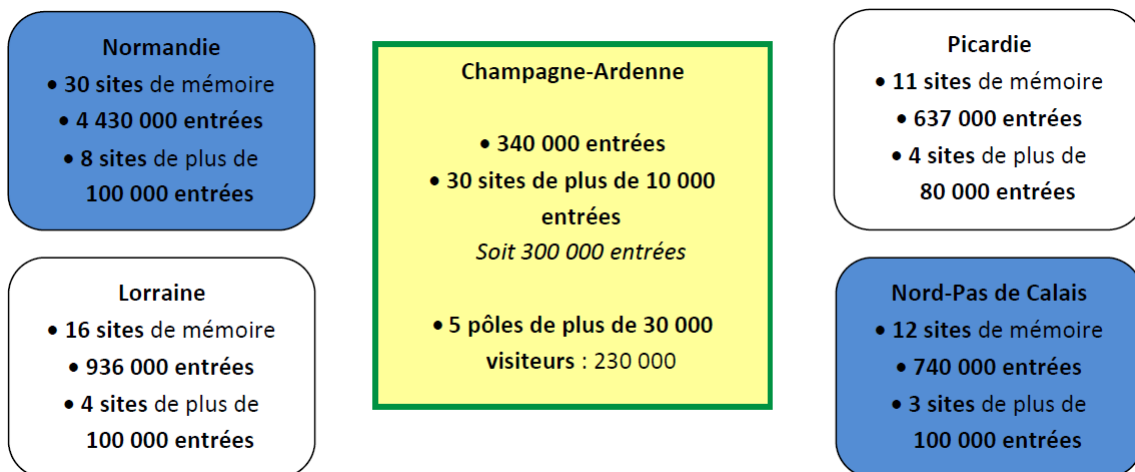 Normandie
• 30 sites de mémoire
• 4 430 000 entrées
• 8 sites de plus de
100 000 entrées
Lorraine
• 16 sites de mémoire
• 936 000 entrées
• 4 sites de plus de
100 000 entrées
Champagne-Ardenne
• 340 000 entrées
• 30 sites de plus de 10 000
entrées
Soit 300 000 entrées
• 5 pôles de plus de 30 000
visiteurs : 230 000
Picardie
• 11 sites de mémoire
• 637 000 entrées
• 4 sites de plus de
80 000 entrées
Nord-Pas de Calais
• 12 sites de mémoire
• 740 000 entrées
• 3 sites de plus de
100 000 entrées